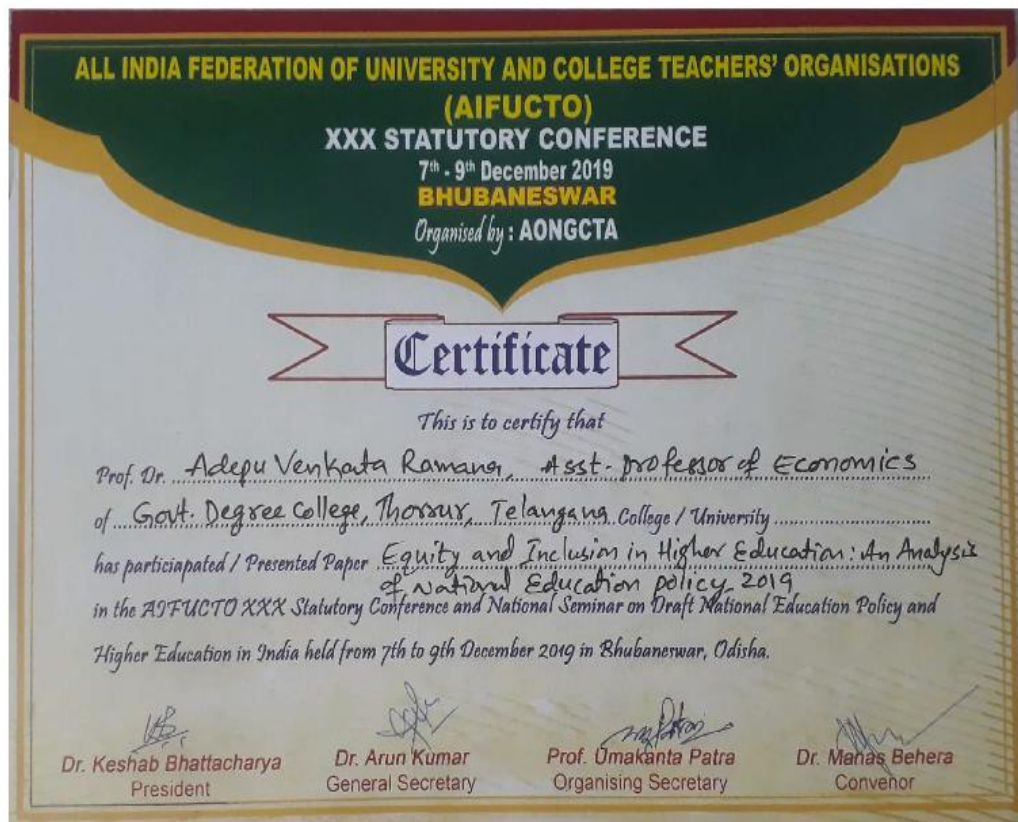 ALL INDIA FEDERATION OF UNIVERSITY AND COLLEGE TEACHERS' ORGANISATIONS
(AIFUCTO)
XXX STATUTORY CONFERENCE
7th - 9th December 2019
BHUBANESWAR
Organised by : AONGCTA
Certificate
This is to certify that
Prof. Dr. Adepu Venkata Ramana, Asst. professor of Economics
of Govt. Degree College, Thorrur, Telangana College / University
has particiapated / Presented Paper Equity and Inclusion in Higher Education: An Analysis
of National Education policy 2019
in the AIFUCTO XXX Statutory Conference and National Seminar on Draft National Education Policy and
Higher Education in India held from 7th to 9th December 2019 in Bhubaneswar, Odisha.
Dr. Keshab Bhattacharya Dr. Arun Kumar Prof. Umakanta Patra Dr. Manas Behera
President General Secretary Organising Secretary Convenor